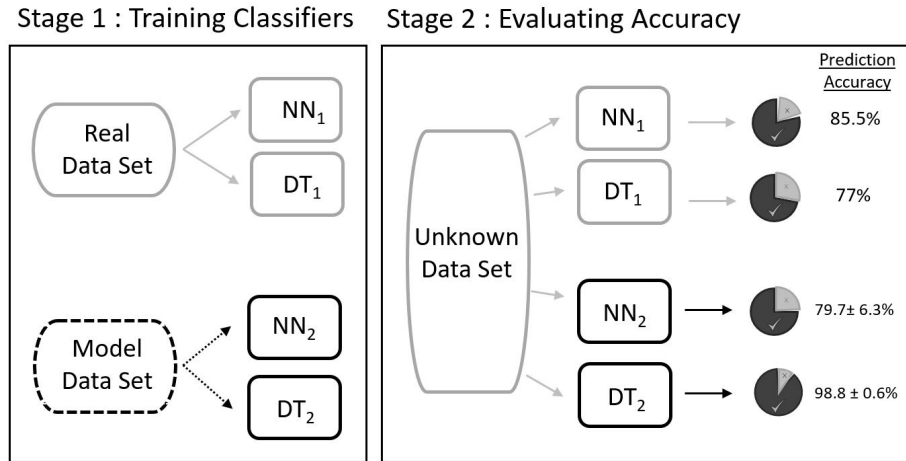 Stage 1 : Training Classifiers
Real
Data Set
NN₁
DT₁
Model
Data Set
NN₂
DT₂
Stage 2 : Evaluating Accuracy
Unknown
Data Set
Prediction
Accuracy
NN₁
85.5%
DT₁
77%
NN₂
79.7± 6.3%
DT₂
98.8 ± 0.6%